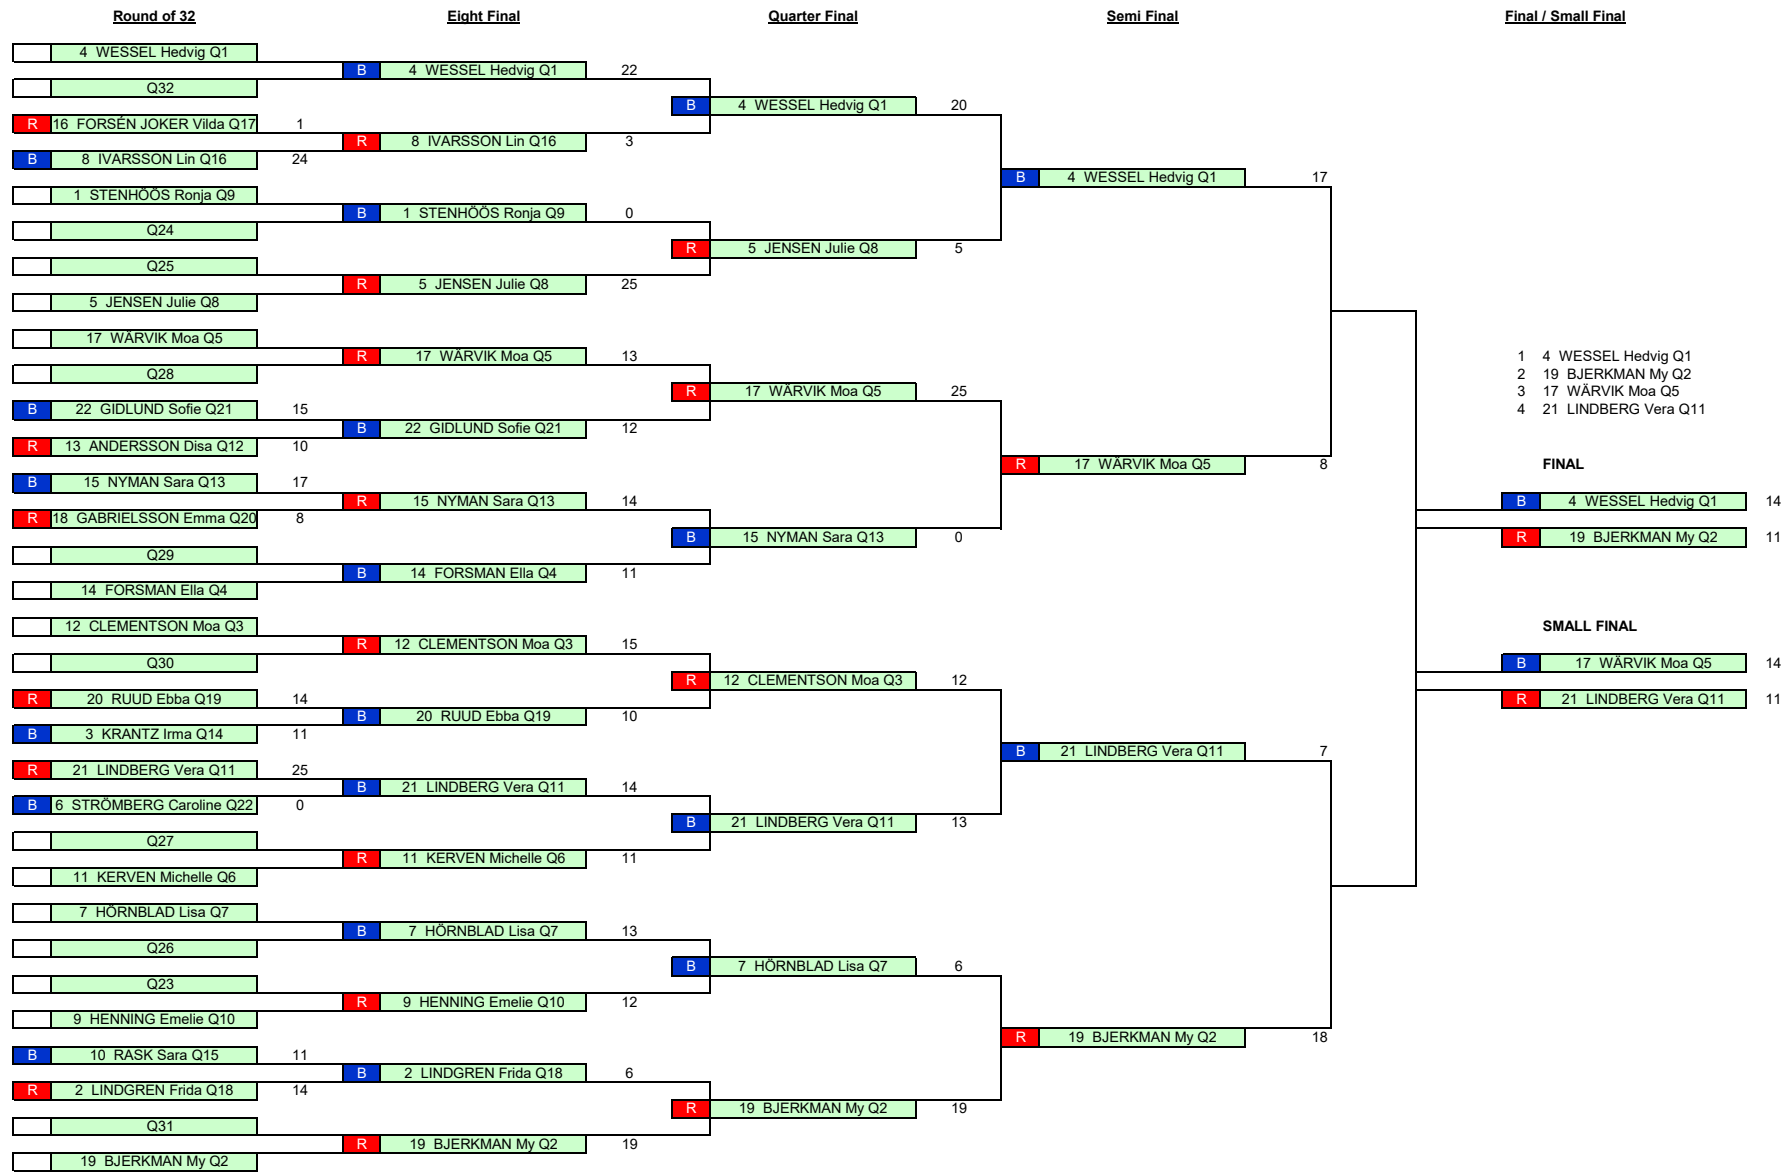 Round of 32
Eight Final
Quarter Final
Semi Final
Final / Small Final
4 WESSEL Hedvig Q1
Q32
R 16 FORSÉN JOKER Vilda Q17 1
B 8 IVARSSON Lin Q16 24
1 STENHÖÖS Ronja Q9
Q24
Q25
5 JENSEN Julie Q8
17 WÄRVIK Moa Q5
Q28
B 22 GIDLUND Sofie Q21 15
R 13 ANDERSSON Disa Q12 10
B 15 NYMAN Sara Q13 17
R 18 GABRIELSSON Emma Q20 8
Q29
14 FORSMAN Ella Q4
12 CLEMENTSON Moa Q3
Q30
R 20 RUUD Ebba Q19 14
B 3 KRANTZ Irma Q14 11
R 21 LINDBERG Vera Q11 25
B 6 STRÖMBERG Caroline Q22 0
Q27
11 KERVEN Michelle Q6
7 HÖRNBLAD Lisa Q7
Q26
Q23
9 HENNING Emelie Q10
B 10 RASK Sara Q15 11
R 2 LINDGREN Frida Q18 14
Q31
19 BJERKMAN My Q2
B 4 WESSEL Hedvig Q1 22
R 8 IVARSSON Lin Q16 3
B 1 STENHÖÖS Ronja Q9 0
R 5 JENSEN Julie Q8 25
R 17 WÄRVIK Moa Q5 13
B 22 GIDLUND Sofie Q21 12
R 15 NYMAN Sara Q13 14
B 14 FORSMAN Ella Q4 11
R 12 CLEMENTSON Moa Q3 15
B 20 RUUD Ebba Q19 10
B 21 LINDBERG Vera Q11 14
R 11 KERVEN Michelle Q6 11
B 7 HÖRNBLAD Lisa Q7 13
R 9 HENNING Emelie Q10 12
B 2 LINDGREN Frida Q18 6
R 19 BJERKMAN My Q2 19
B 4 WESSEL Hedvig Q1 20
R 5 JENSEN Julie Q8 5
R 17 WÄRVIK Moa Q5 25
B 15 NYMAN Sara Q13 0
R 12 CLEMENTSON Moa Q3 12
B 21 LINDBERG Vera Q11 13
B 7 HÖRNBLAD Lisa Q7 6
R 19 BJERKMAN My Q2 19
B 4 WESSEL Hedvig Q1 17
R 17 WÄRVIK Moa Q5 8
B 21 LINDBERG Vera Q11 7
R 19 BJERKMAN My Q2 18
1 4 WESSEL Hedvig Q1
2 19 BJERKMAN My Q2
3 17 WÄRVIK Moa Q5
4 21 LINDBERG Vera Q11
FINAL
B 4 WESSEL Hedvig Q1 14
R 19 BJERKMAN My Q2 11
SMALL FINAL
B 17 WÄRVIK Moa Q5 14
R 21 LINDBERG Vera Q11 11